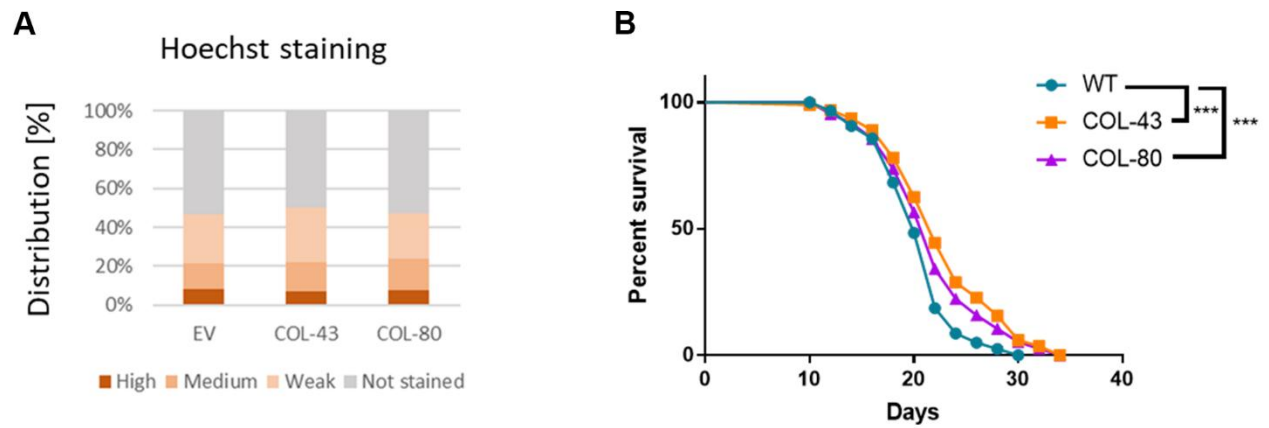 A
Hoechst staining
Distribution [%]
100%
80%
60%
40%
20%
0%
EV COL-43 COL-80
High Medium Weak Not stained
B
Percent survival
100
50
0
0 10 20 30 40
Days
WT
COL-43
COL-80
***
***